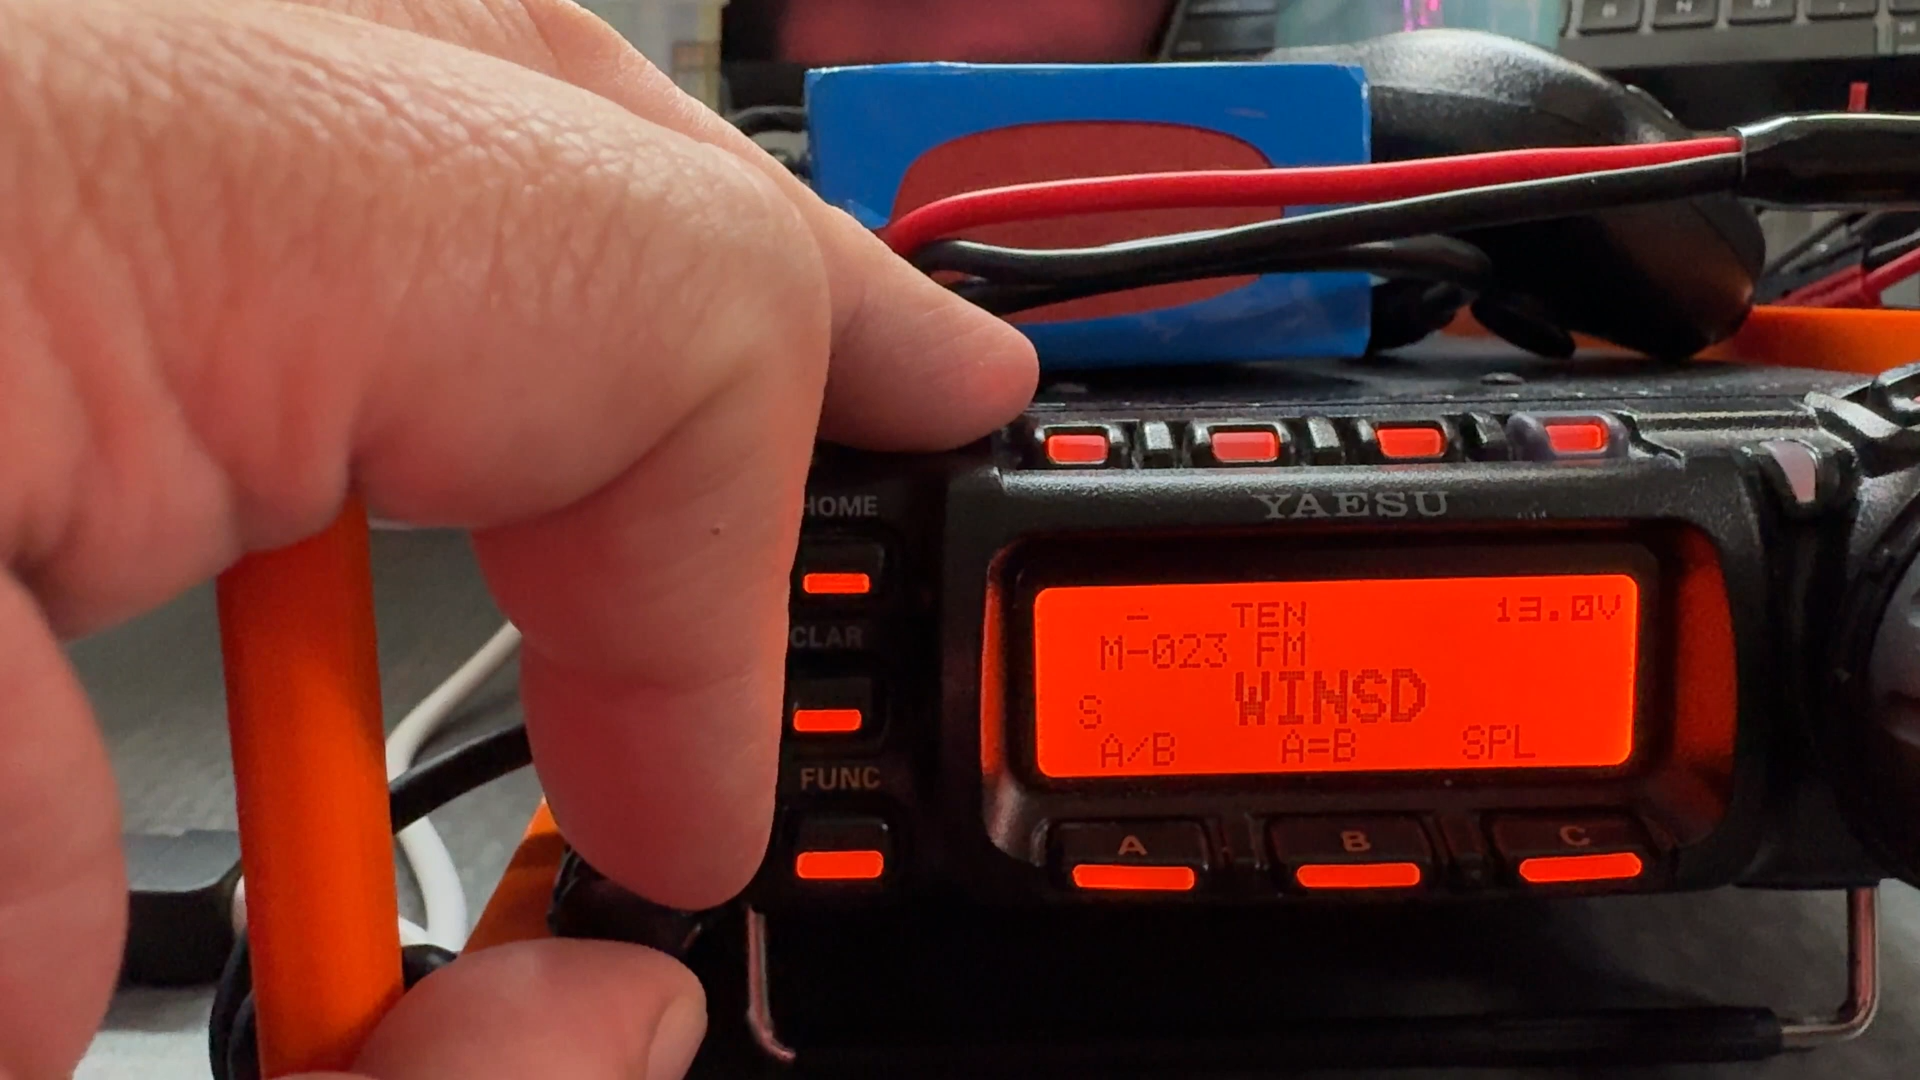 B N M
YAESU
HOME
- TEN 13.0V
M-023 FM
CLAR
WINSD
S
A/B A=B SPL
FUNC
A B C